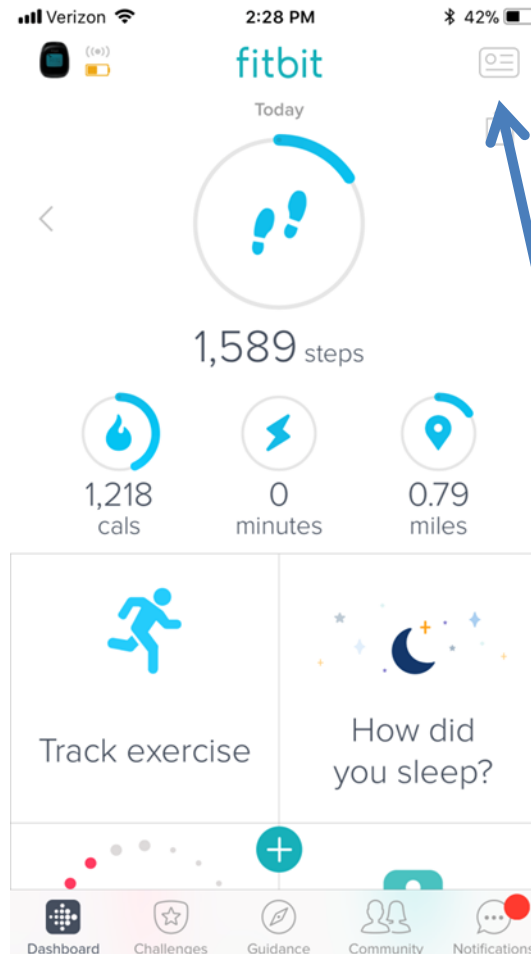 Verizon 2:28 PM 42%
fitbit
Today
1,589 steps
1,218 0 0.79
cals minutes miles
Track exercise
How did
you sleep?
Dashboard Challenges Guidance Community Notifications